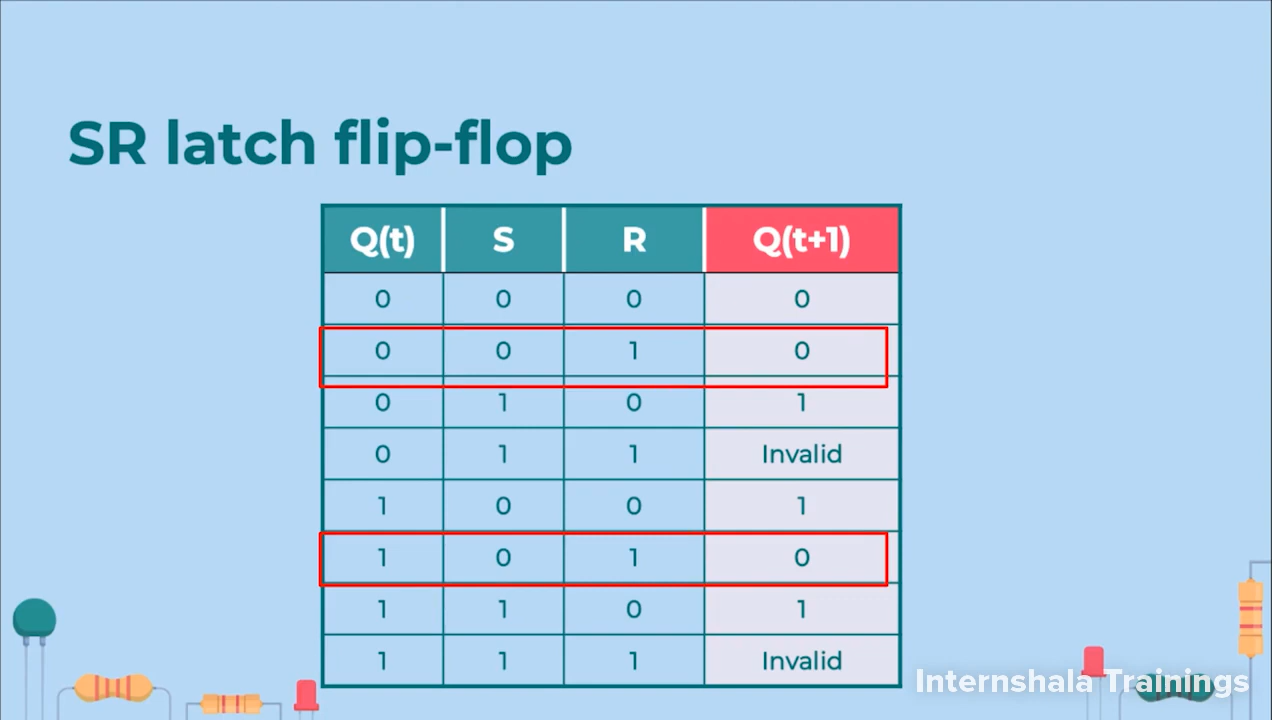 SR latch flip-flop
Q(t) S R Q(t+1)
0 0 0 0
0 0 1 0
0 1 0 1
0 1 1 Invalid
1 0 0 1
1 0 1 0
1 1 0 1
1 1 1 Invalid
Internshala Trainings